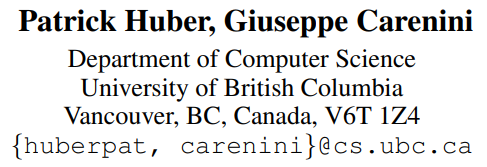 Patrick Huber, Giuseppe Carenini
Department of Computer Science
University of British Columbia
Vancouver, BC, Canada, V6T 1Z4
{huberpat, carenini}@cs.ubc.ca